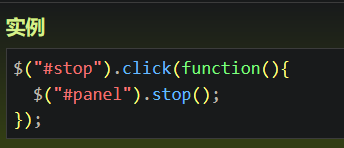 实例
$("#stop").click(function(){
  $("#panel").stop();
});